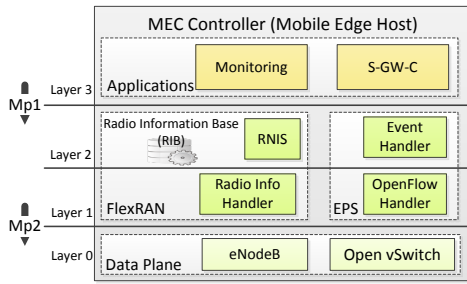 MEC Controller (Mobile Edge Host)
Monitoring
S-GW-C
Applications
Layer 3
Mp1
Radio Information Base
(RIB)
RNIS
Event
Handler
Layer 2
Radio Info
Handler
OpenFlow
Handler
FlexRAN
EPS
Layer 1
Mp2
eNodeB
Open vSwitch
Layer 0
Data Plane